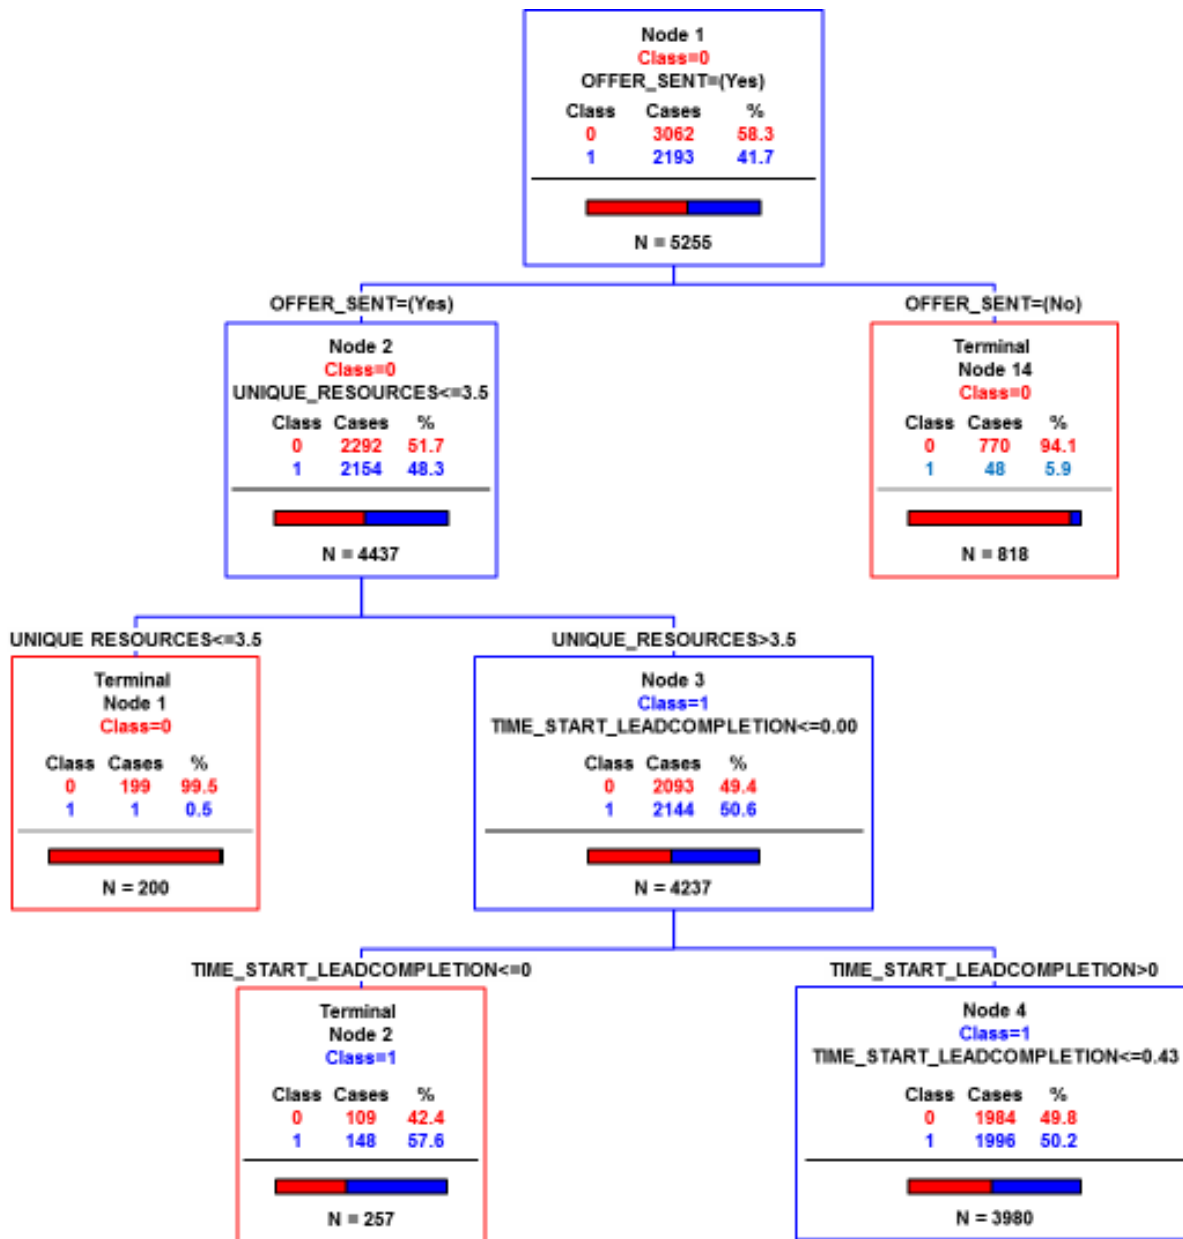 Node 1
Class=0
OFFER_SENT=(Yes)
Class Cases %
0 3062 58.3
1 2193 41.7
N = 5255
OFFER_SENT=(Yes)
Node 2
Class=0
UNIQUE_RESOURCES<=3.5
Class Cases %
0 2292 51.7
1 2154 48.3
N = 4437
OFFER_SENT=(No)
Terminal
Node 14
Class=0
Class Cases %
0 770 94.1
1 48 5.9
N = 818
UNIQUE RESOURCES<=3.5
Terminal
Node 1
Class=0
Class Cases %
0 199 99.5
1 1 0.5
N = 200
UNIQUE_RESOURCES>3.5
Node 3
Class=1
TIME_START_LEADCOMPLETION<=0.00
Class Cases %
0 2093 49.4
1 2144 50.6
N = 4237
TIME_START_LEADCOMPLETION<=0
Terminal
Node 2
Class=1
Class Cases %
0 109 42.4
1 148 57.6
N = 257
TIME_START_LEADCOMPLETION>0
Node 4
Class=1
TIME_START_LEADCOMPLETION<=0.43
Class Cases %
0 1984 49.8
1 1996 50.2
N = 3980